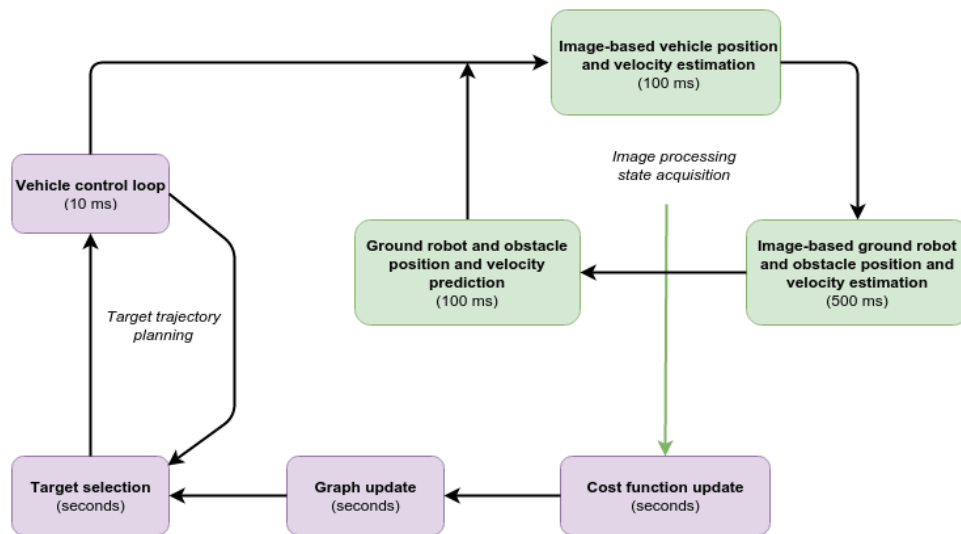 Image-based vehicle position
and velocity estimation
(100 ms)
Image processing
state acquisition
Vehicle control loop
(10 ms)
Ground robot and obstacle
position and velocity
prediction
(100 ms)
Image-based ground robot
and obstacle position and
velocity estimation
(500 ms)
Target trajectory
planning
Target selection
(seconds)
Graph update
(seconds)
Cost function update
(seconds)